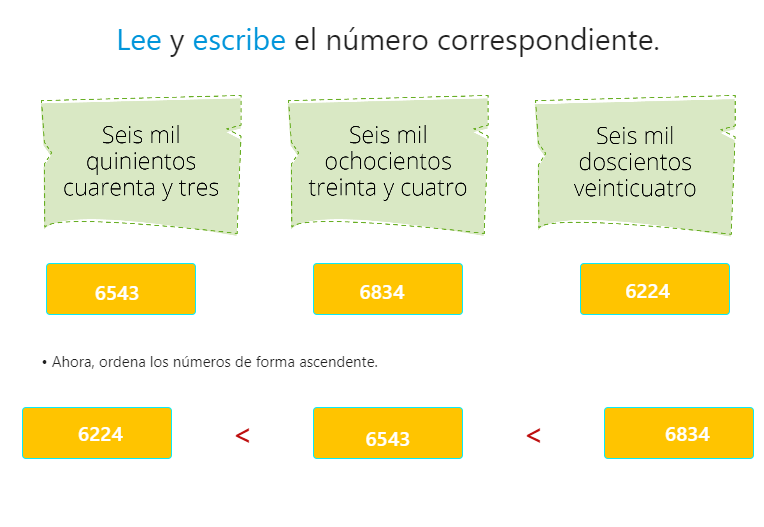 Lee y escribe el número correspondiente.
Seis mil
quinientos
cuarenta y tres
Seis mil
ochocientos
treinta y cuatro
Seis mil
doscientos
veinticuatro
6543
6834
6224
• Ahora, ordena los números de forma ascendente.
6224 < 6543 < 6834